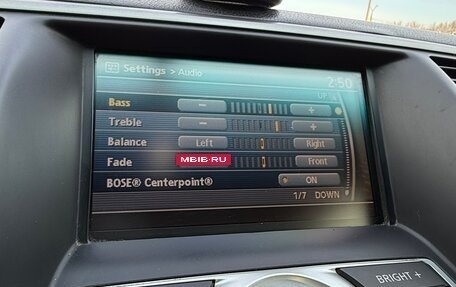 Settings > Audio
2:50
UP
Bass - +
Treble - +
Balance Left Right
Fade MBIB.RU Front
BOSE® Centerpoint® ON
1/7 DOWN
BRIGHT +